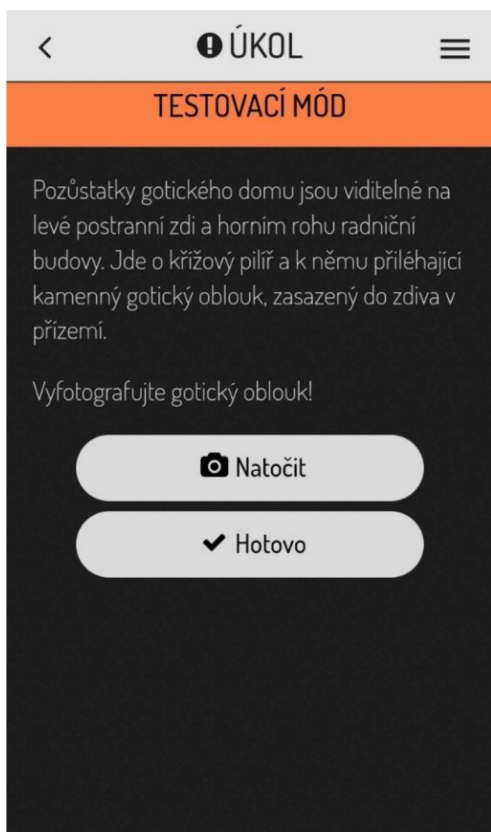 ÚKOL
TESTOVACÍ MÓD
Pozůstatky gotického domu jsou viditelné na
levé postranní zdi a horním rohu radniční
budovy. Jde o křížový pilíř a k němu přiléhající
kamenný gotický oblouk, zasazený do zdiva v
přízemí.
Vyfotografujte gotický oblouk!
Natočit
Hotovo